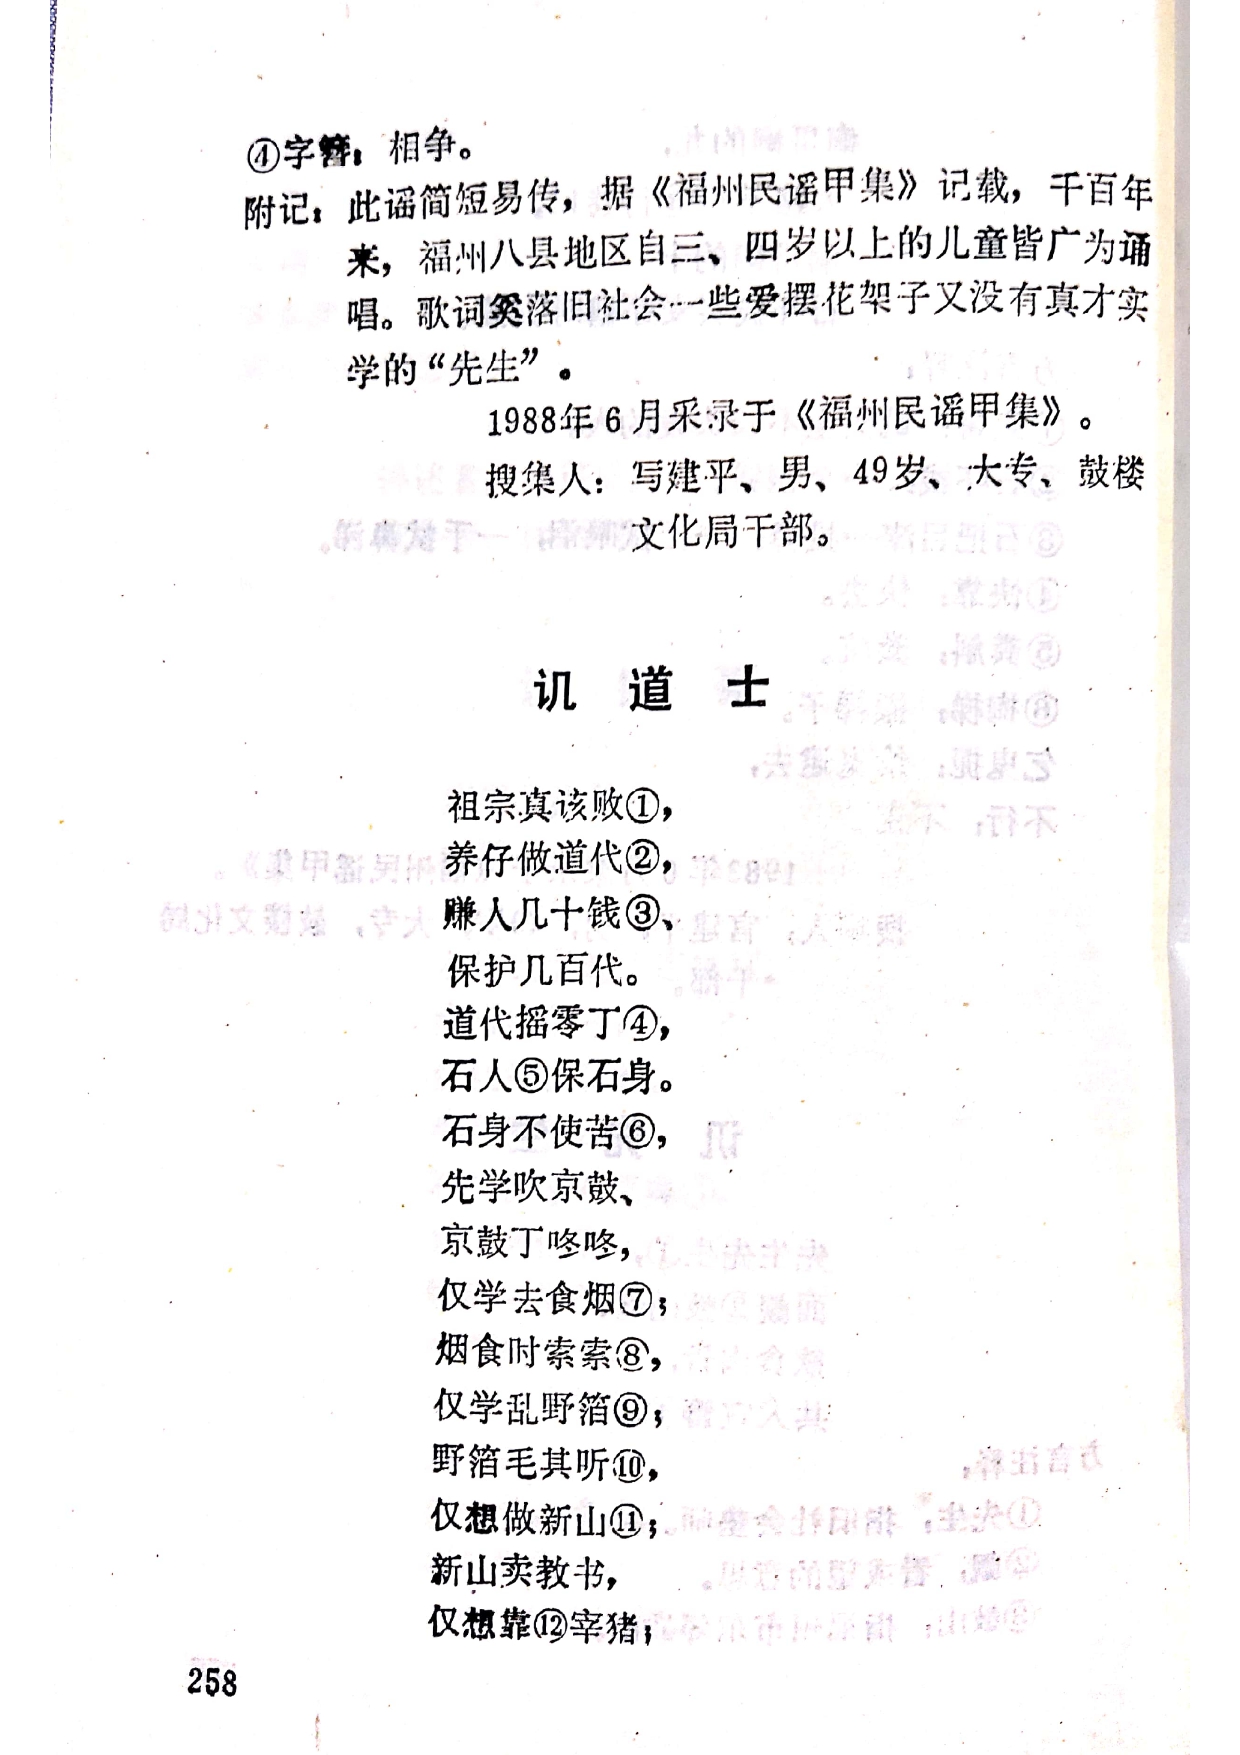 ④字簪：相争。
附记：此谣简短易传，据《福州民谣甲集》记载，千百年
来，福州八县地区自三、四岁以上的儿童皆广为诵
唱。歌词奚落旧社会一些爱摆花架子又没有真才实
学的“先生”。
1988年6月采录于《福州民谣甲集》。
搜集人：写建平、男、49岁、大专、鼓楼
文化局干部。
讥道士
祖宗真该败①，
养仔做道代②，
赚人几十钱③、
保护几百代。
道代摇零丁④，
石人⑤保石身。
石身不使苦⑥，
先学吹京鼓、
京鼓丁咚咚，
仅学去食烟⑦；
烟食时索索⑧，
仅学乱野箔⑨；
野箔毛其听⑩，
仅想做新山⑪；
新山卖教书，
仅想靠⑫宰猪；
258